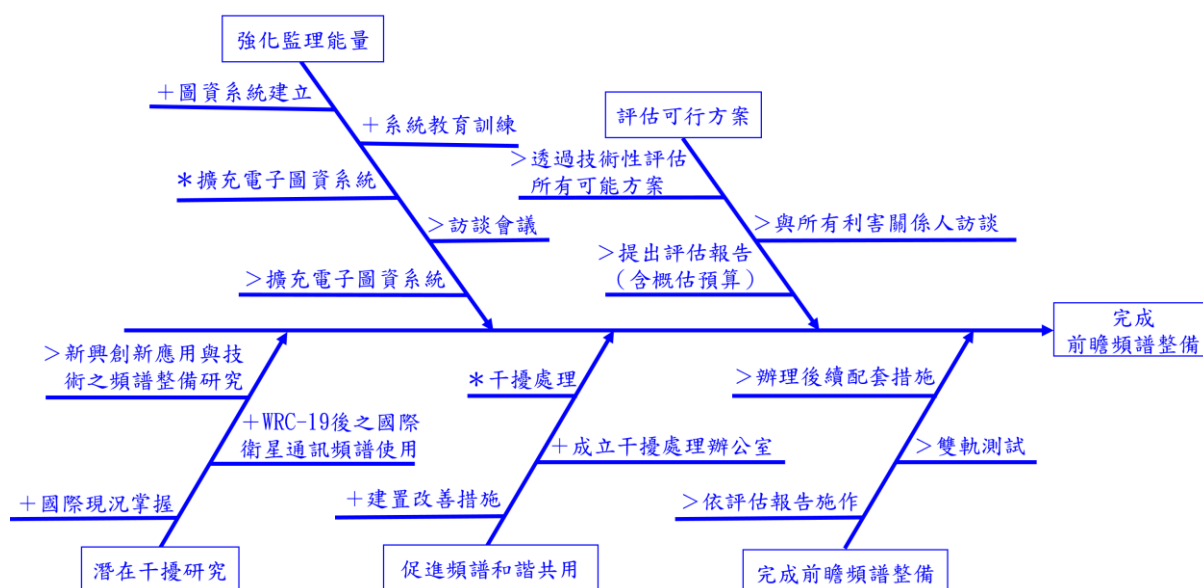 強化監理能量
＋圖資系統建立
＋系統教育訓練
＊擴充電子圖資系統
＞訪談會議
＞擴充電子圖資系統
評估可行方案
＞透過技術性評估
所有可能方案
＞與所有利害關係人訪談
＞提出評估報告
（含概估預算）
完成
前瞻頻譜整備
＞新興創新應用與技
術之頻譜整備研究
＋WRC-19後之國際
衛星通訊頻譜使用
＋國際現況掌握
潛在干擾研究
＊干擾處理
＋成立干擾處理辦公室
＋建置改善措施
促進頻譜和諧共用
＞辦理後續配套措施
＞雙軌測試
＞依評估報告施作
完成前瞻頻譜整備